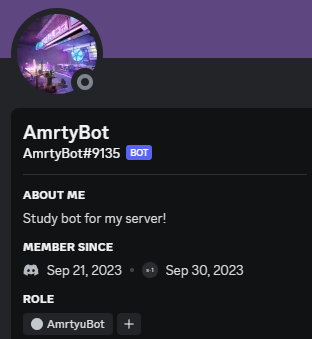 AmrtyBot
AmrtyBot#9135 BOT
ABOUT ME
Study bot for my server!
MEMBER SINCE
Sep 21, 2023 • Sep 30, 2023
ROLE
AmrtyuBot +